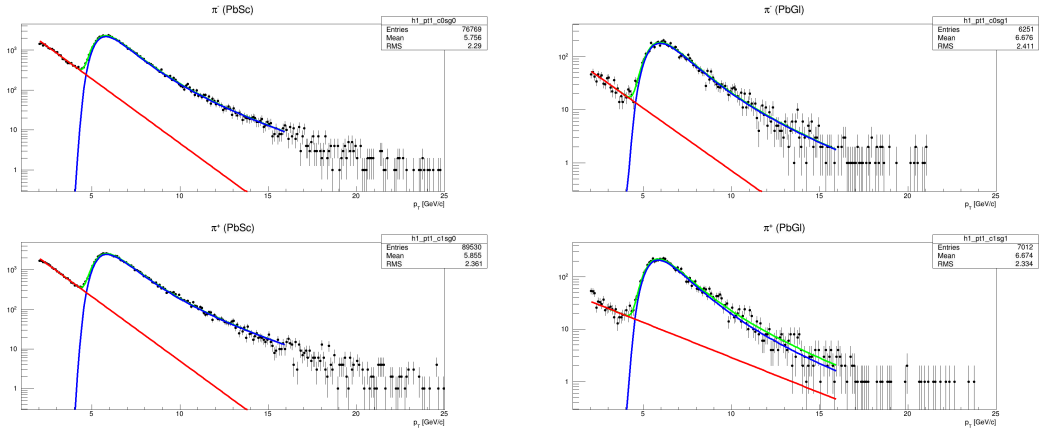 π⁻ (PbSc)
h1_pt1_c0sg0
Entries 76769
Mean 5.756
RMS 2.29
10³
10²
10
1
5 10 15 20 25
p_T [GeV/c]
π⁻ (PbGl)
h1_pt1_c0sg1
Entries 6251
Mean 6.676
RMS 2.411
10²
10
1
5 10 15 20 25
p_T [GeV/c]
π⁺ (PbSc)
h1_pt1_c1sg0
Entries 89530
Mean 5.855
RMS 2.361
10³
10²
10
1
5 10 15 20 25
p_T [GeV/c]
π⁺ (PbGl)
h1_pt1_c1sg1
Entries 7012
Mean 6.674
RMS 2.334
10²
10
1
5 10 15 20 25
p_T [GeV/c]